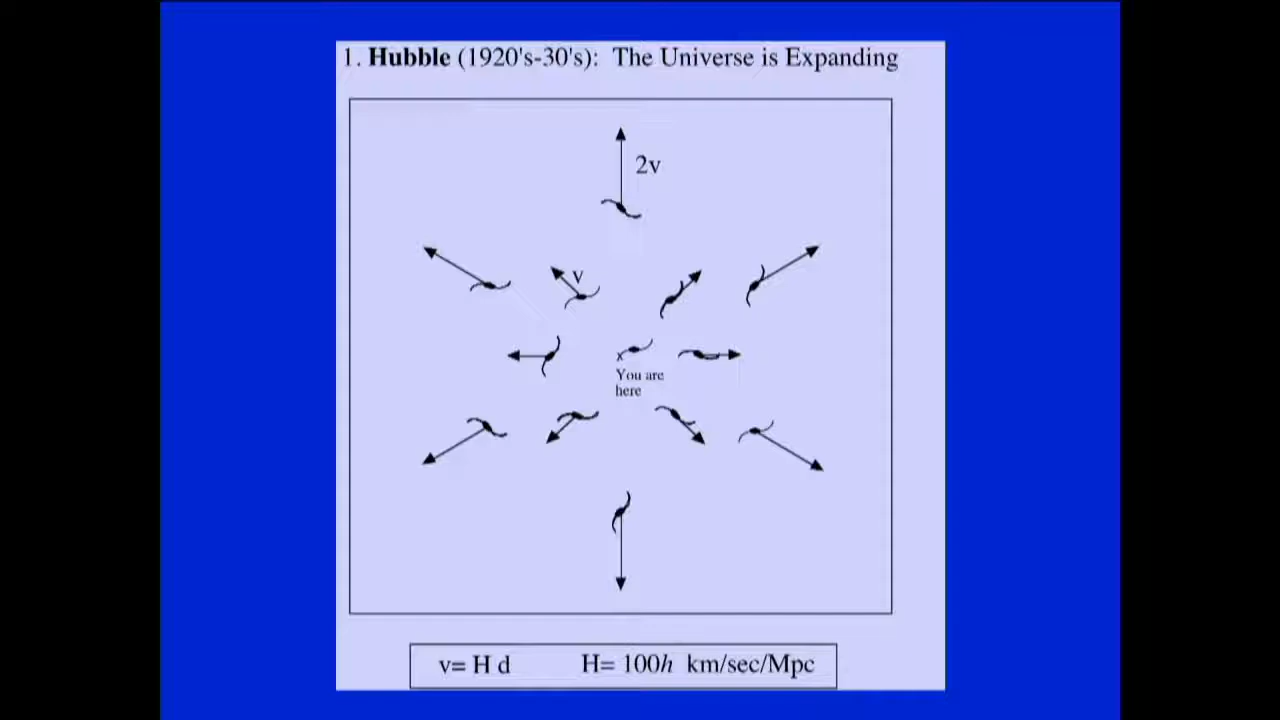 1. Hubble (1920's-30's): The Universe is Expanding
2v
v
x
You are
here
v= H d H= 100h km/sec/Mpc